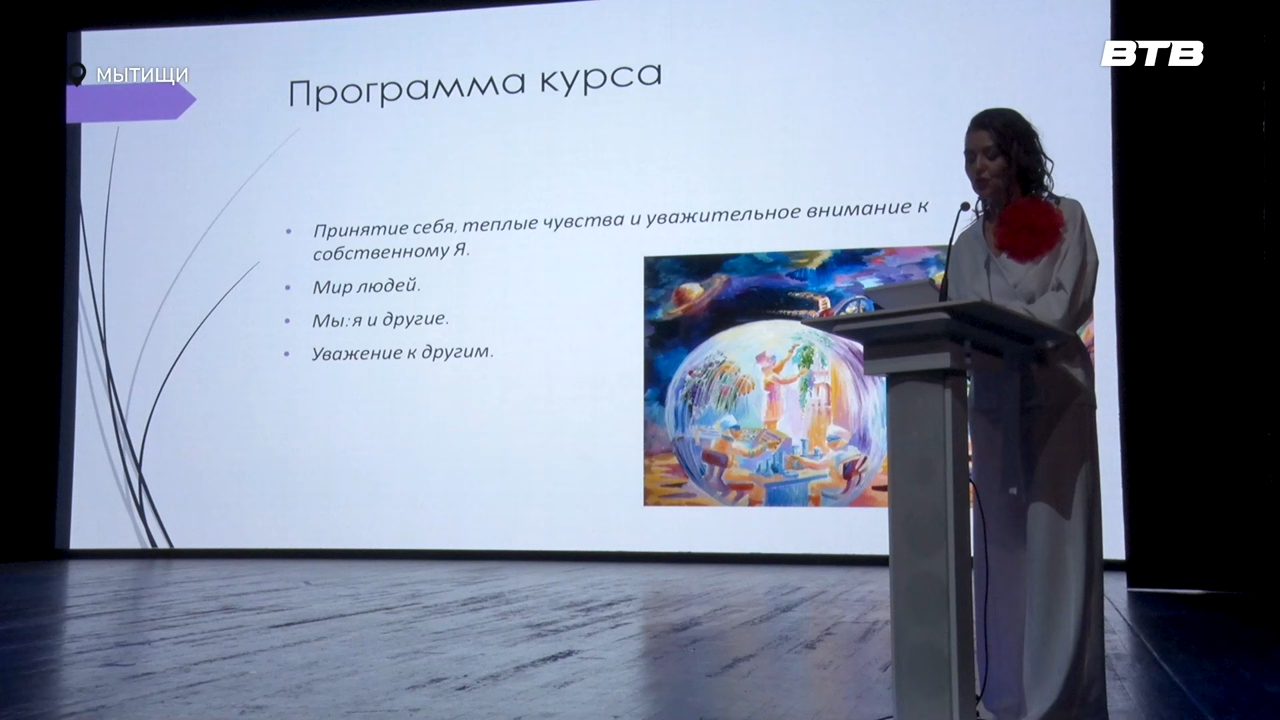 МЫТИЩИ
ВТВ
Программа курса
Принятие себя, теплые чувства и уважительное внимание к
собственному Я.
Мир людей.
Мы:я и другие.
Уважение к другим.